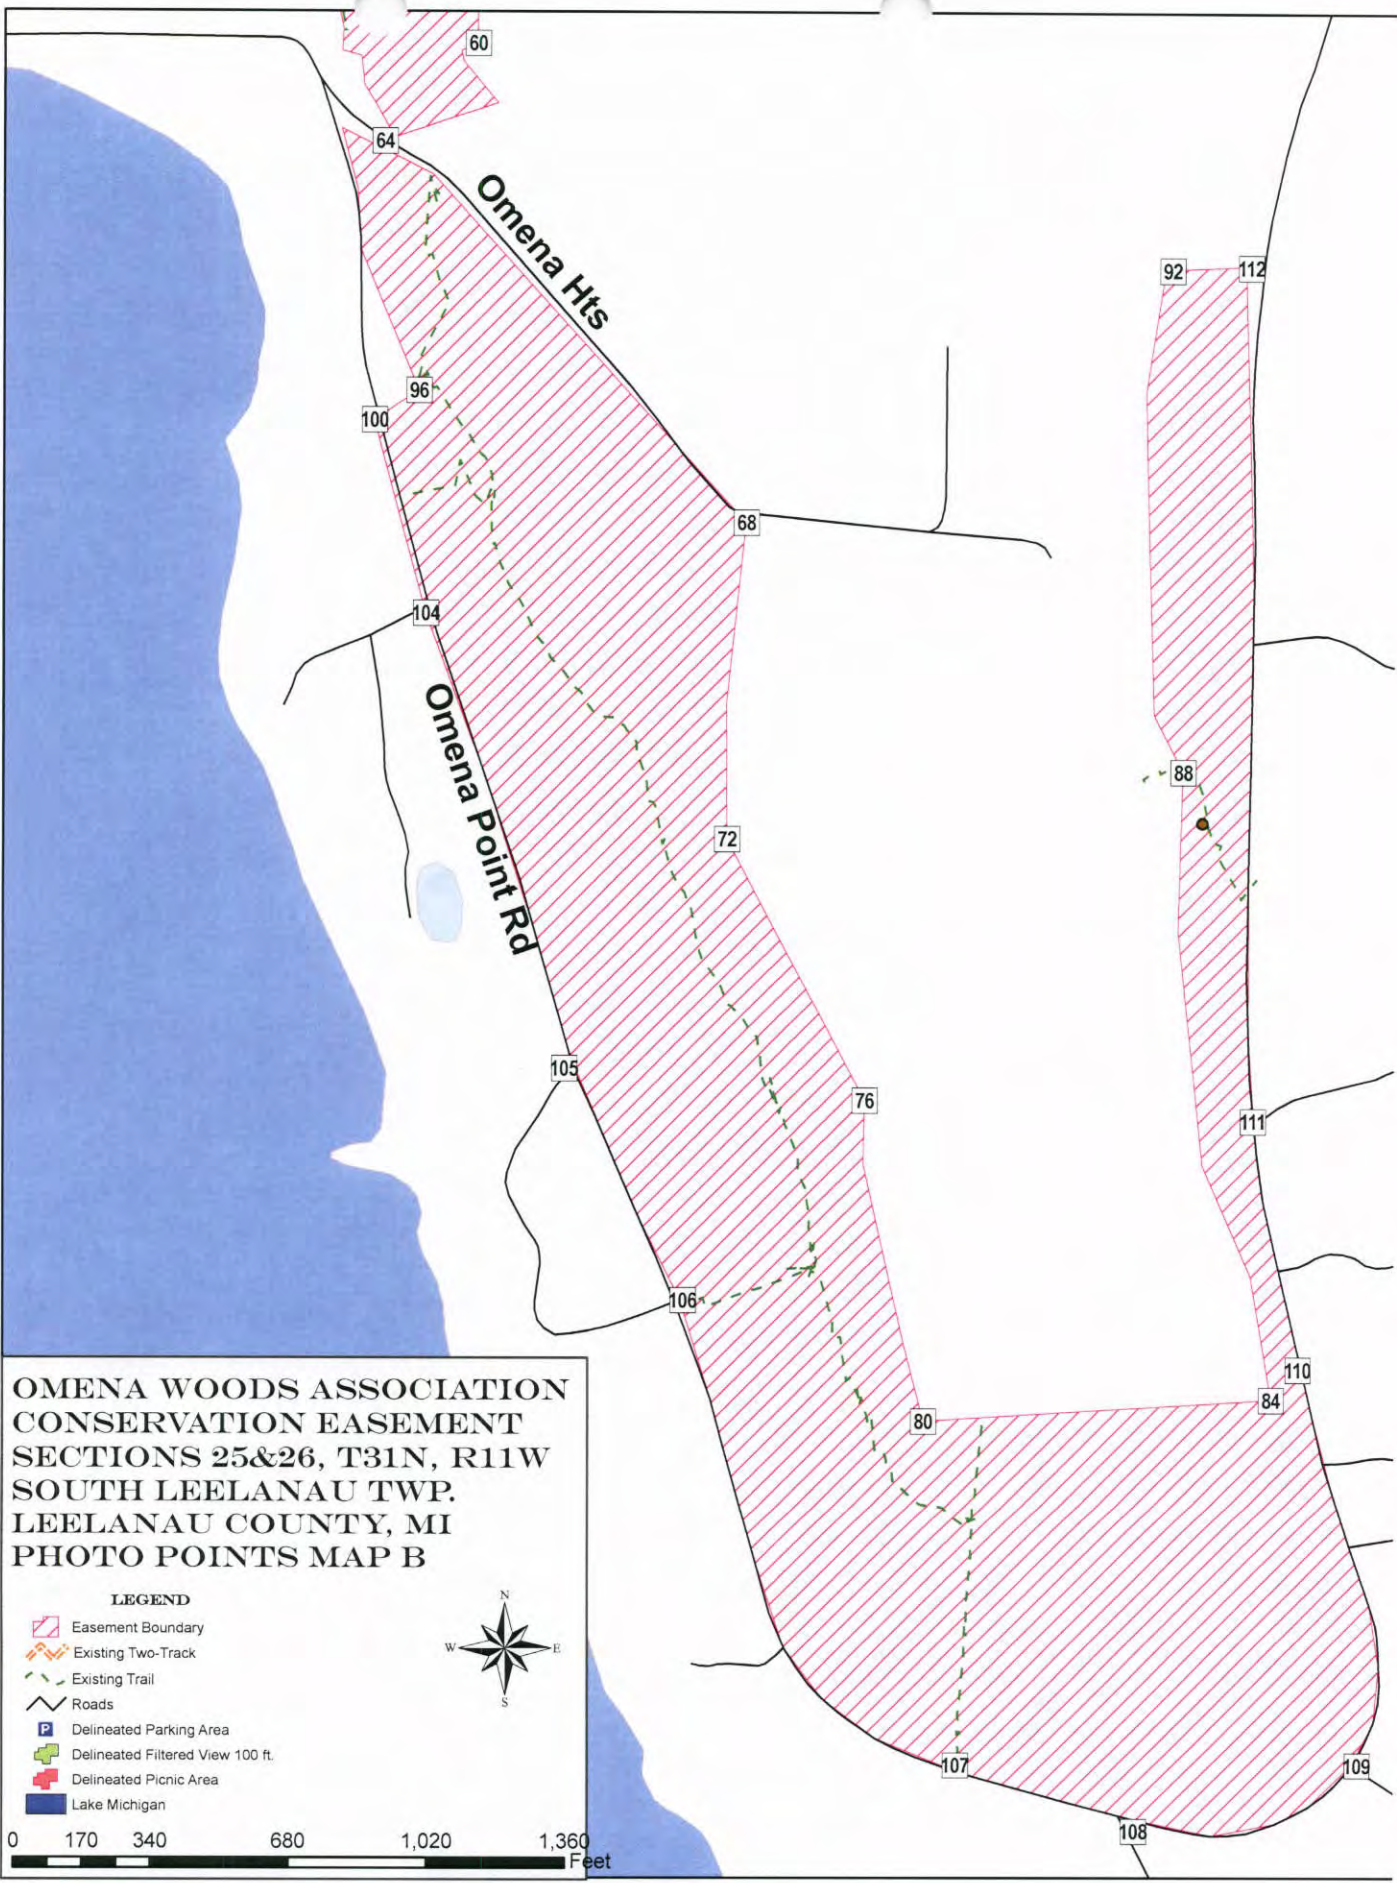 60
64
Omena Hts
92
112
96
100
68
104
Omena Point Rd
88
72
105
76
111
106
110
84
80
OMENA WOODS ASSOCIATION
CONSERVATION EASEMENT
SECTIONS 25&26, T31N, R11W
SOUTH LEELANAU TWP.
LEELANAU COUNTY, MI
PHOTO POINTS MAP B
LEGEND
Easement Boundary
Existing Two-Track
Existing Trail
Roads
P Delineated Parking Area
Delineated Filtered View 100 ft.
Delineated Picnic Area
Lake Michigan
N
W E
S
107
109
108
0 170 340 680 1,020 1,360
Feet